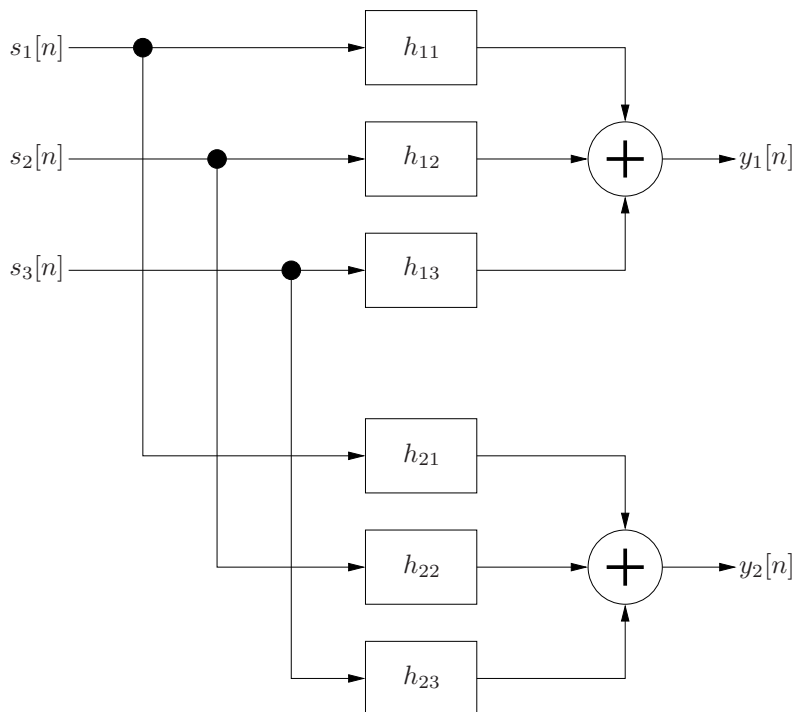 s₁[n]
h₁₁
s₂[n]
h₁₂
y₁[n]
s₃[n]
h₁₃
h₂₁
h₂₂
y₂[n]
h₂₃